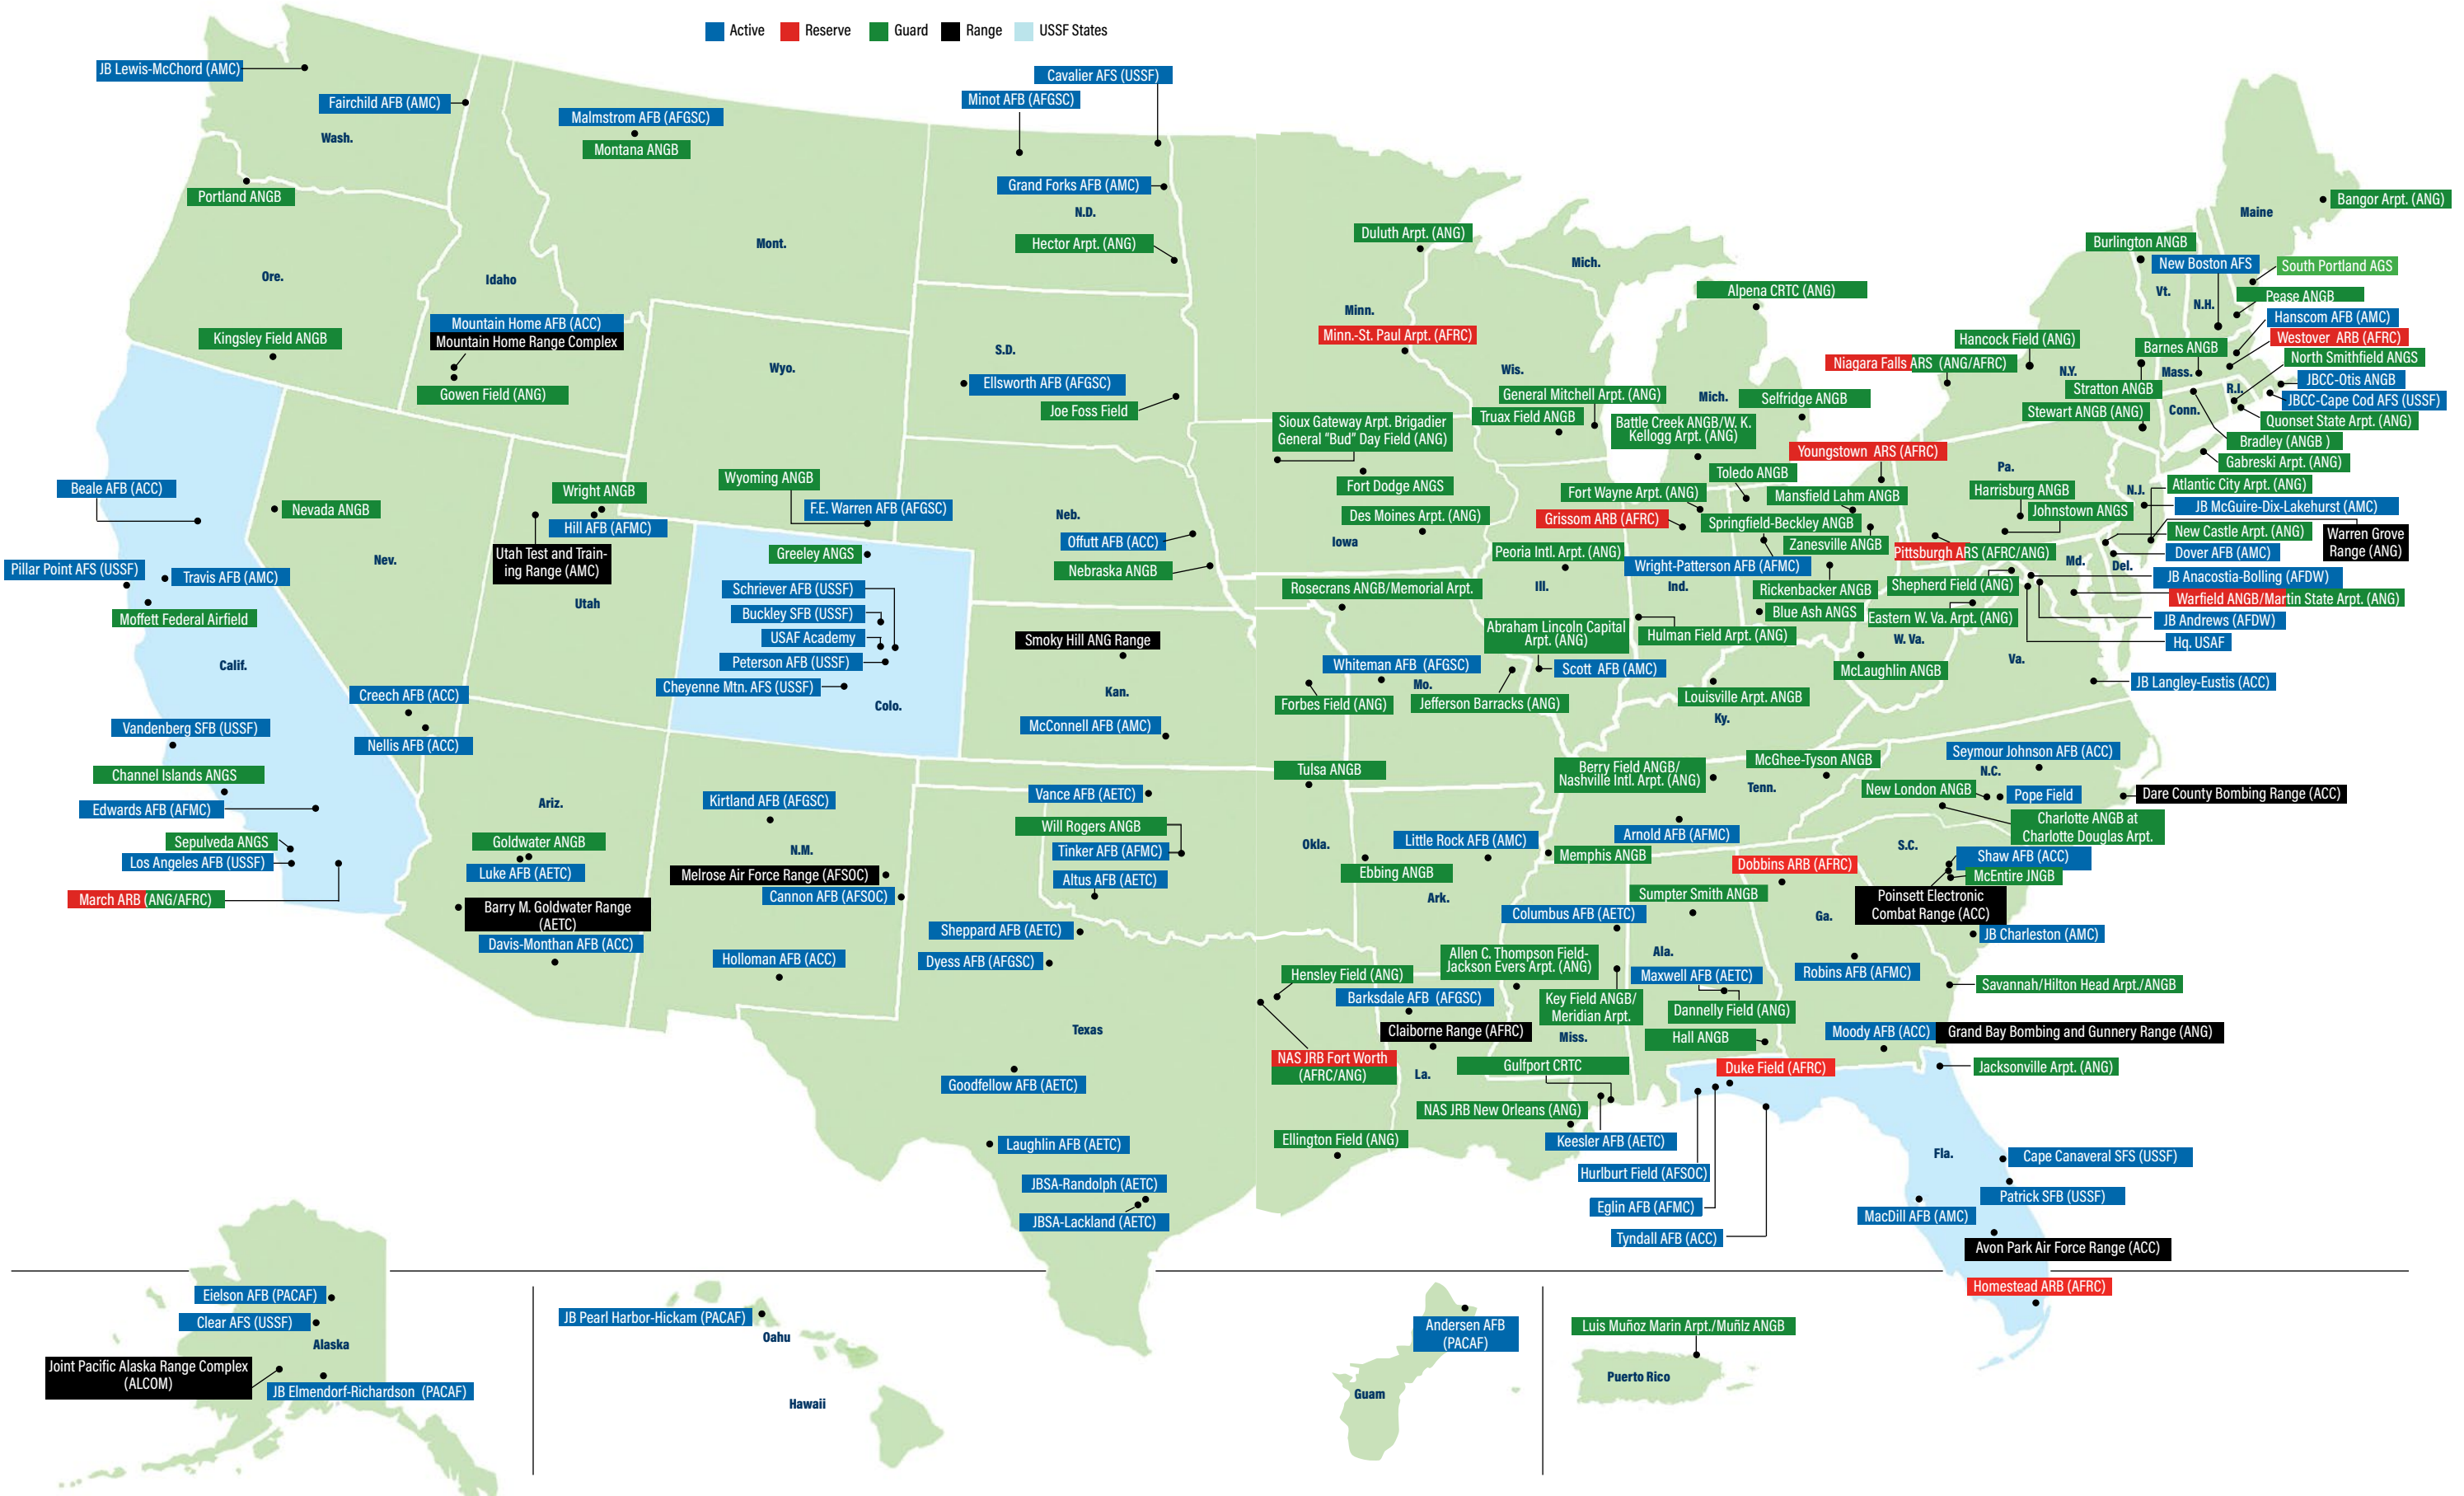 Active
Reserve
Guard
Range
USSF States
JB Lewis-McChord (AMC)
Fairchild AFB (AMC)
Wash.
Portland ANGB
Ore.
Kingsley Field ANGB
Malmstrom AFB (AFGSC)
Montana ANGB
Mont.
Idaho
Mountain Home AFB (ACC)
Mountain Home Range Complex
Gowen Field (ANG)
Cavalier AFS (USSF)
Minot AFB (AFGSC)
Grand Forks AFB (AMC)
N.D.
Hector Arpt. (ANG)
S.D.
Ellsworth AFB (AFGSC)
Joe Foss Field
Wyo.
Wyoming ANGB
F.E. Warren AFB (AFGSC)
Neb.
Offutt AFB (ACC)
Nebraska ANGB
Beale AFB (ACC)
Nevada ANGB
Nev.
Pillar Point AFS (USSF)
Travis AFB (AMC)
Moffett Federal Airfield
Calif.
Wright ANGB
Hill AFB (AFMC)
Utah Test and Train-
ing Range (AMC)
Utah
Greeley ANGS
Schriever AFB (USSF)
Buckley SFB (USSF)
USAF Academy
Peterson AFB (USSF)
Cheyenne Mtn. AFS (USSF)
Colo.
Smoky Hill ANG Range
Kan.
McConnell AFB (AMC)
Creech AFB (ACC)
Nellis AFB (ACC)
Vandenberg SFB (USSF)
Channel Islands ANGS
Edwards AFB (AFMC)
Sepulveda ANGS
Los Angeles AFB (USSF)
March ARB (ANG/AFRC)
Ariz.
Goldwater ANGB
Luke AFB (AETC)
Barry M. Goldwater Range
(AETC)
Davis-Monthan AFB (ACC)
Kirtland AFB (AFGSC)
N.M.
Melrose Air Force Range (AFSOC)
Cannon AFB (AFSOC)
Holloman AFB (ACC)
Vance AFB (AETC)
Will Rogers ANGB
Tinker AFB (AFMC)
Altus AFB (AETC)
Sheppard AFB (AETC)
Dyess AFB (AFGSC)
Texas
Goodfellow AFB (AETC)
Laughlin AFB (AETC)
JBSA-Randolph (AETC)
JBSA-Lackland (AETC)
Duluth Arpt. (ANG)
Minn.
Minn.-St. Paul Arpt. (AFRC)
Mich.
Wis.
Alpena CRTC (ANG)
Mich.
Selfridge ANGB
General Mitchell Arpt. (ANG)
Truax Field ANGB
Battle Creek ANGB/W. K.
Kellogg Arpt. (ANG)
Sioux Gateway Arpt. Brigadier
General "Bud" Day Field (ANG)
Fort Dodge ANGS
Des Moines Arpt. (ANG)
Iowa
Toledo ANGB
Fort Wayne Arpt. (ANG)
Grissom ARB (AFRC)
Mansfield Lahm ANGB
Springfield-Beckley ANGB
Zanesville ANGB
Youngstown ARS (AFRC)
Peoria Intl. Arpt. (ANG)
Wright-Patterson AFB (AFMC)
Rickenbacker ANGB
Blue Ash ANGS
Ill.
Ind.
Rosecrans ANGB/Memorial Arpt.
Abraham Lincoln Capital
Arpt. (ANG)
Hulman Field Arpt. (ANG)
Whiteman AFB (AFGSC)
Mo.
Scott AFB (AMC)
Forbes Field (ANG)
Jefferson Barracks (ANG)
Louisville Arpt. ANGB
Ky.
Bangor Arpt. (ANG)
Maine
Burlington ANGB
New Boston AFS
South Portland AGS
Vt.
N.H.
Pease ANGB
Hanscom AFB (AMC)
Westover ARB (AFRC)
North Smithfield ANGS
JBCC-Otis ANGB
JBCC-Cape Cod AFS (USSF)
Quonset State Arpt. (ANG)
Bradley (ANGB )
Gabreski Arpt. (ANG)
Hancock Field (ANG)
Niagara Falls ARS (ANG/AFRC)
Barnes ANGB
N.Y.
Mass.
Stratton ANGB
R.I.
Conn.
Stewart ANGB (ANG)
Pa.
Harrisburg ANGB
Johnstown ANGS
Pittsburgh ARS (AFRC/ANG)
N.J.
Atlantic City Arpt. (ANG)
JB McGuire-Dix-Lakehurst (AMC)
New Castle Arpt. (ANG)
Warren Grove
Range (ANG)
Dover AFB (AMC)
Md.
Del.
JB Anacostia-Bolling (AFDW)
Warfield ANGB/Martin State Arpt. (ANG)
JB Andrews (AFDW)
Hq. USAF
JB Langley-Eustis (ACC)
Shepherd Field (ANG)
Eastern W. Va. Arpt. (ANG)
W. Va.
Va.
McLaughlin ANGB
Tulsa ANGB
Okla.
Ebbing ANGB
Little Rock AFB (AMC)
Ark.
Memphis ANGB
Berry Field ANGB/
Nashville Intl. Arpt. (ANG)
McGhee-Tyson ANGB
Tenn.
Arnold AFB (AFMC)
Seymour Johnson AFB (ACC)
N.C.
New London ANGB
Pope Field
Dare County Bombing Range (ACC)
Charlotte ANGB at
Charlotte Douglas Arpt.
S.C.
Shaw AFB (ACC)
McEntire JNGB
Poinsett Electronic
Combat Range (ACC)
JB Charleston (AMC)
Dobbins ARB (AFRC)
Sumpter Smith ANGB
Columbus AFB (AETC)
Ga.
Ala.
Robins AFB (AFMC)
Maxwell AFB (AETC)
Dannelly Field (ANG)
Hall ANGB
Savannah/Hilton Head Arpt./ANGB
Moody AFB (ACC)
Grand Bay Bombing and Gunnery Range (ANG)
Jacksonville Arpt. (ANG)
Allen C. Thompson Field-
Jackson Evers Arpt. (ANG)
Key Field ANGB/
Meridian Arpt.
Miss.
Hensley Field (ANG)
Barksdale AFB (AFGSC)
Claiborne Range (AFRC)
NAS JRB Fort Worth
(AFRC/ANG)
La.
Gulfport CRTC
NAS JRB New Orleans (ANG)
Keesler AFB (AETC)
Ellington Field (ANG)
Duke Field (AFRC)
Hurlburt Field (AFSOC)
Eglin AFB (AFMC)
Tyndall AFB (ACC)
Fla.
Cape Canaveral SFS (USSF)
Patrick SFB (USSF)
MacDill AFB (AMC)
Avon Park Air Force Range (ACC)
Homestead ARB (AFRC)
Eielson AFB (PACAF)
Clear AFS (USSF)
Alaska
Joint Pacific Alaska Range Complex
(ALCOM)
JB Elmendorf-Richardson (PACAF)
JB Pearl Harbor-Hickam (PACAF)
Oahu
Hawaii
Andersen AFB
(PACAF)
Guam
Luis Muñoz Marin Arpt./Muñlz ANGB
Puerto Rico